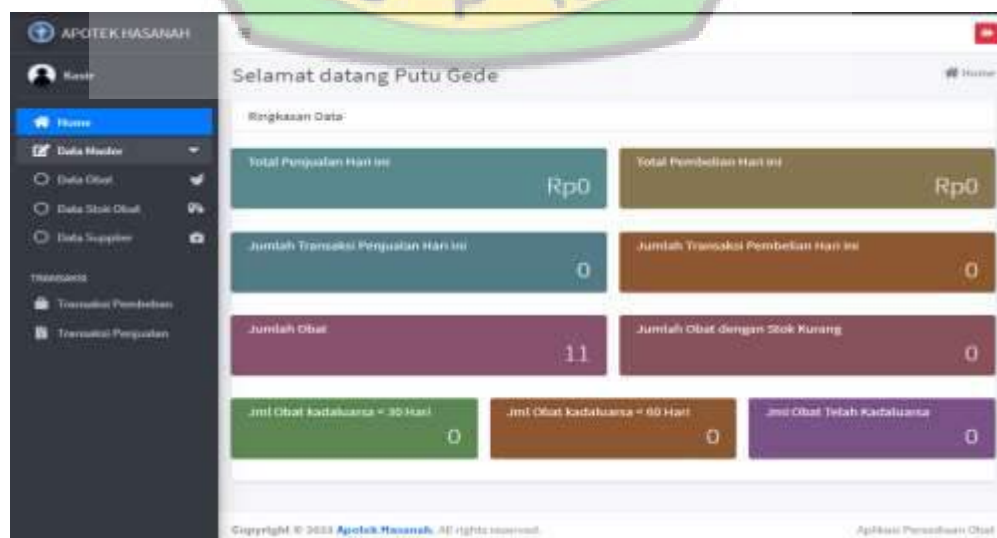 APOTEK HASANAH
Kasir
Home
Data Master
Data Obat
Data Stok Obat
Data Supplier
TRANSAKSI
Transaksi Pembelian
Transaksi Penjualan
Selamat datang Putu Gede
Home
Ringkasan Data
Total Penjualan Hari ini
Rp0
Total Pembelian Hari ini
Rp0
Jumlah Transaksi Penjualan Hari ini
0
Jumlah Transaksi Pembelian Hari ini
0
Jumlah Obat
11
Jumlah Obat dengan Stok Kurang
0
Jml Obat kadaluarsa < 30 Hari
0
Jml Obat kadaluarsa < 60 Hari
0
Jml Obat Telah Kadaluarsa
0
Copyright © Apotek Hasanah. All rights reserved.
Aplikasi Persediaan Obat